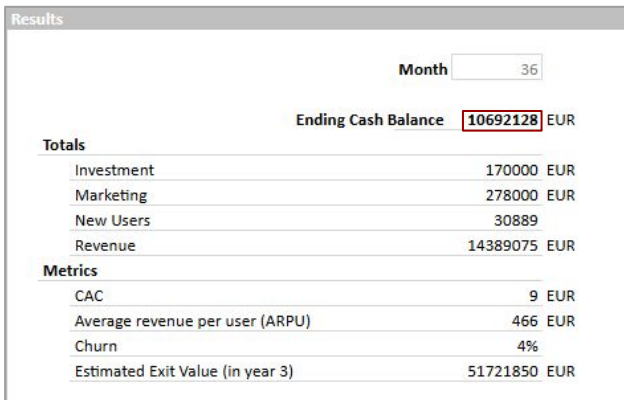 Results
Month 36
Ending Cash Balance 10692128 EUR
Totals
Investment 170000 EUR
Marketing 278000 EUR
New Users 30889
Revenue 14389075 EUR
Metrics
CAC 9 EUR
Average revenue per user (ARPU) 466 EUR
Churn 4%
Estimated Exit Value (in year 3) 51721850 EUR